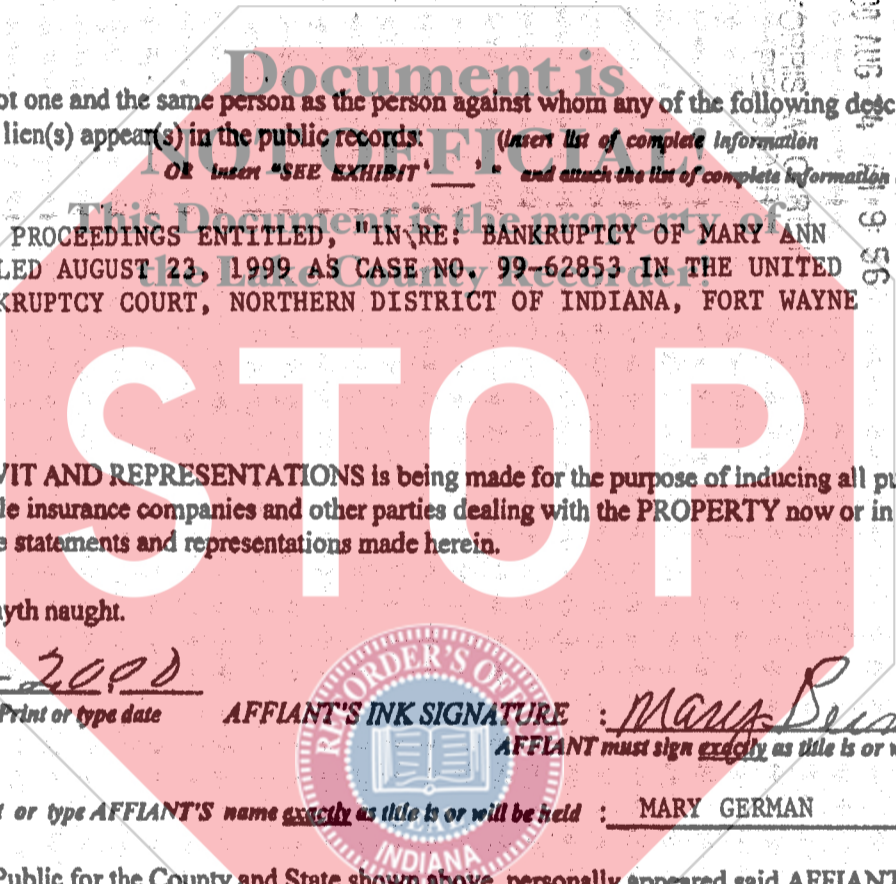 Document is
ot one and the same person as the person against whom any of the following desc
lien(s) appear(s) in the public records: (Insert list of complete information
NOT OFFICIAL!
OR insert "SEE EXHIBIT '___' " and attach the list of complete information
This Document is the property of
PROCEEDINGS ENTITLED, "IN RE: BANKRUPTCY OF MARY ANN
LED AUGUST 23, 1999 AS CASE NO. 99-62853 IN THE UNITED
the Lake County Recorder!
KRUPTCY COURT, NORTHERN DISTRICT OF INDIANA, FORT WAYNE
STOP
VIT AND REPRESENTATIONS is being made for the purpose of inducing all pu
le insurance companies and other parties dealing with the PROPERTY now or in
e statements and representations made herein.
yth naught.
2000
Print or type date AFFIANT'S INK SIGNATURE : Mary
AFFIANT must sign exactly as title is or w
t or type AFFIANT'S name exactly as title is or will be held : MARY GERMAN
RECORDER'S OFFI
SEAL
INDIANA
Public for the County and State shown above, personally appeared said AFFIANT
AUG
9 56